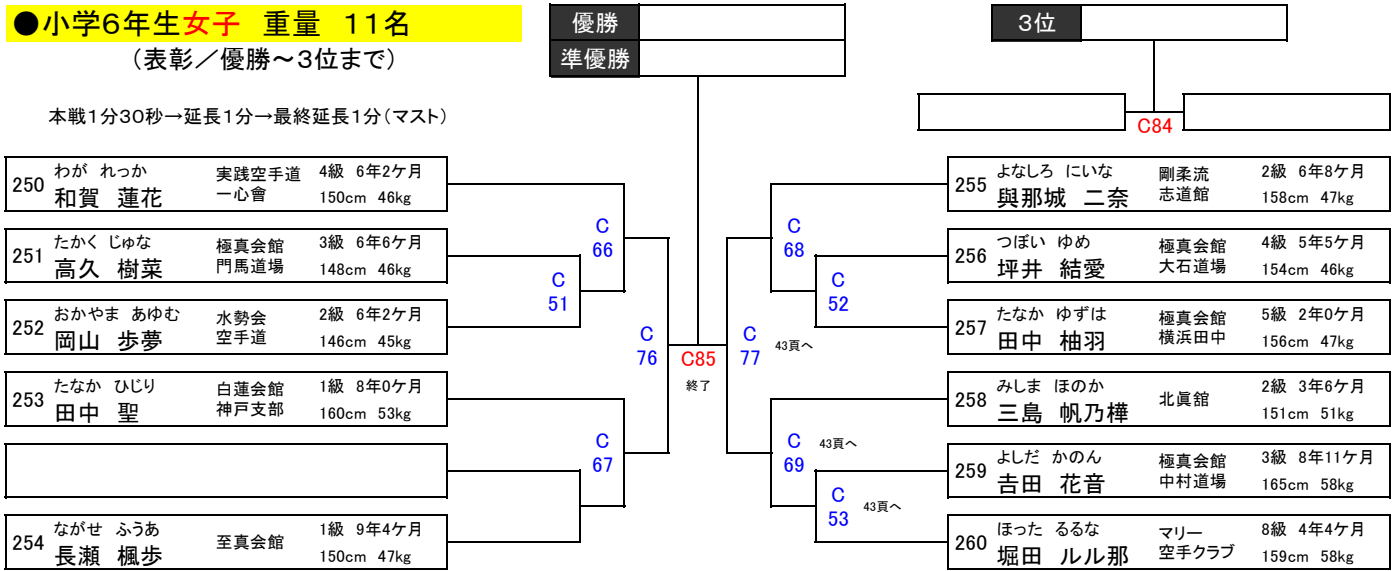 ●小学6年生女子 重量 11名
(表彰/優勝~3位まで)
本戦1分30秒→延長1分→最終延長1分(マスト)
優勝
準優勝
3位
C84
250 わが れっか 和賀 蓮花 実践空手道 一心會 4級 6年2ケ月 150cm 46kg
251 たかく じゅな 高久 樹菜 極真会館 門馬道場 3級 6年6ケ月 148cm 46kg
252 おかやま あゆむ 岡山 歩夢 水勢会 空手道 2級 6年2ケ月 146cm 45kg
253 たなか ひじり 田中 聖 白蓮会館 神戸支部 1級 8年0ケ月 160cm 53kg
254 ながせ ふうあ 長瀬 楓歩 至真会館 1級 9年4ケ月 150cm 47kg
C 66
C 51
C 76
C 67
C85
終了
C 77 43頁へ
C 68
C 52
C 69 43頁へ
C 53 43頁へ
255 よなしろ にいな 與那城 二奈 剛柔流 志道館 2級 6年8ケ月 158cm 47kg
256 つぼい ゆめ 坪井 結愛 極真会館 大石道場 4級 5年5ケ月 154cm 46kg
257 たなか ゆずは 田中 柚羽 極真会館 横浜田中 5級 2年0ケ月 156cm 47kg
258 みしま ほのか 三島 帆乃樺 北眞舘 2級 3年6ケ月 151cm 51kg
259 よしだ かのん 𠮷田 花音 極真会館 中村道場 3級 8年11ケ月 165cm 58kg
260 ほった るるな 堀田 ルル那 マリー 空手クラブ 8級 4年4ケ月 159cm 58kg